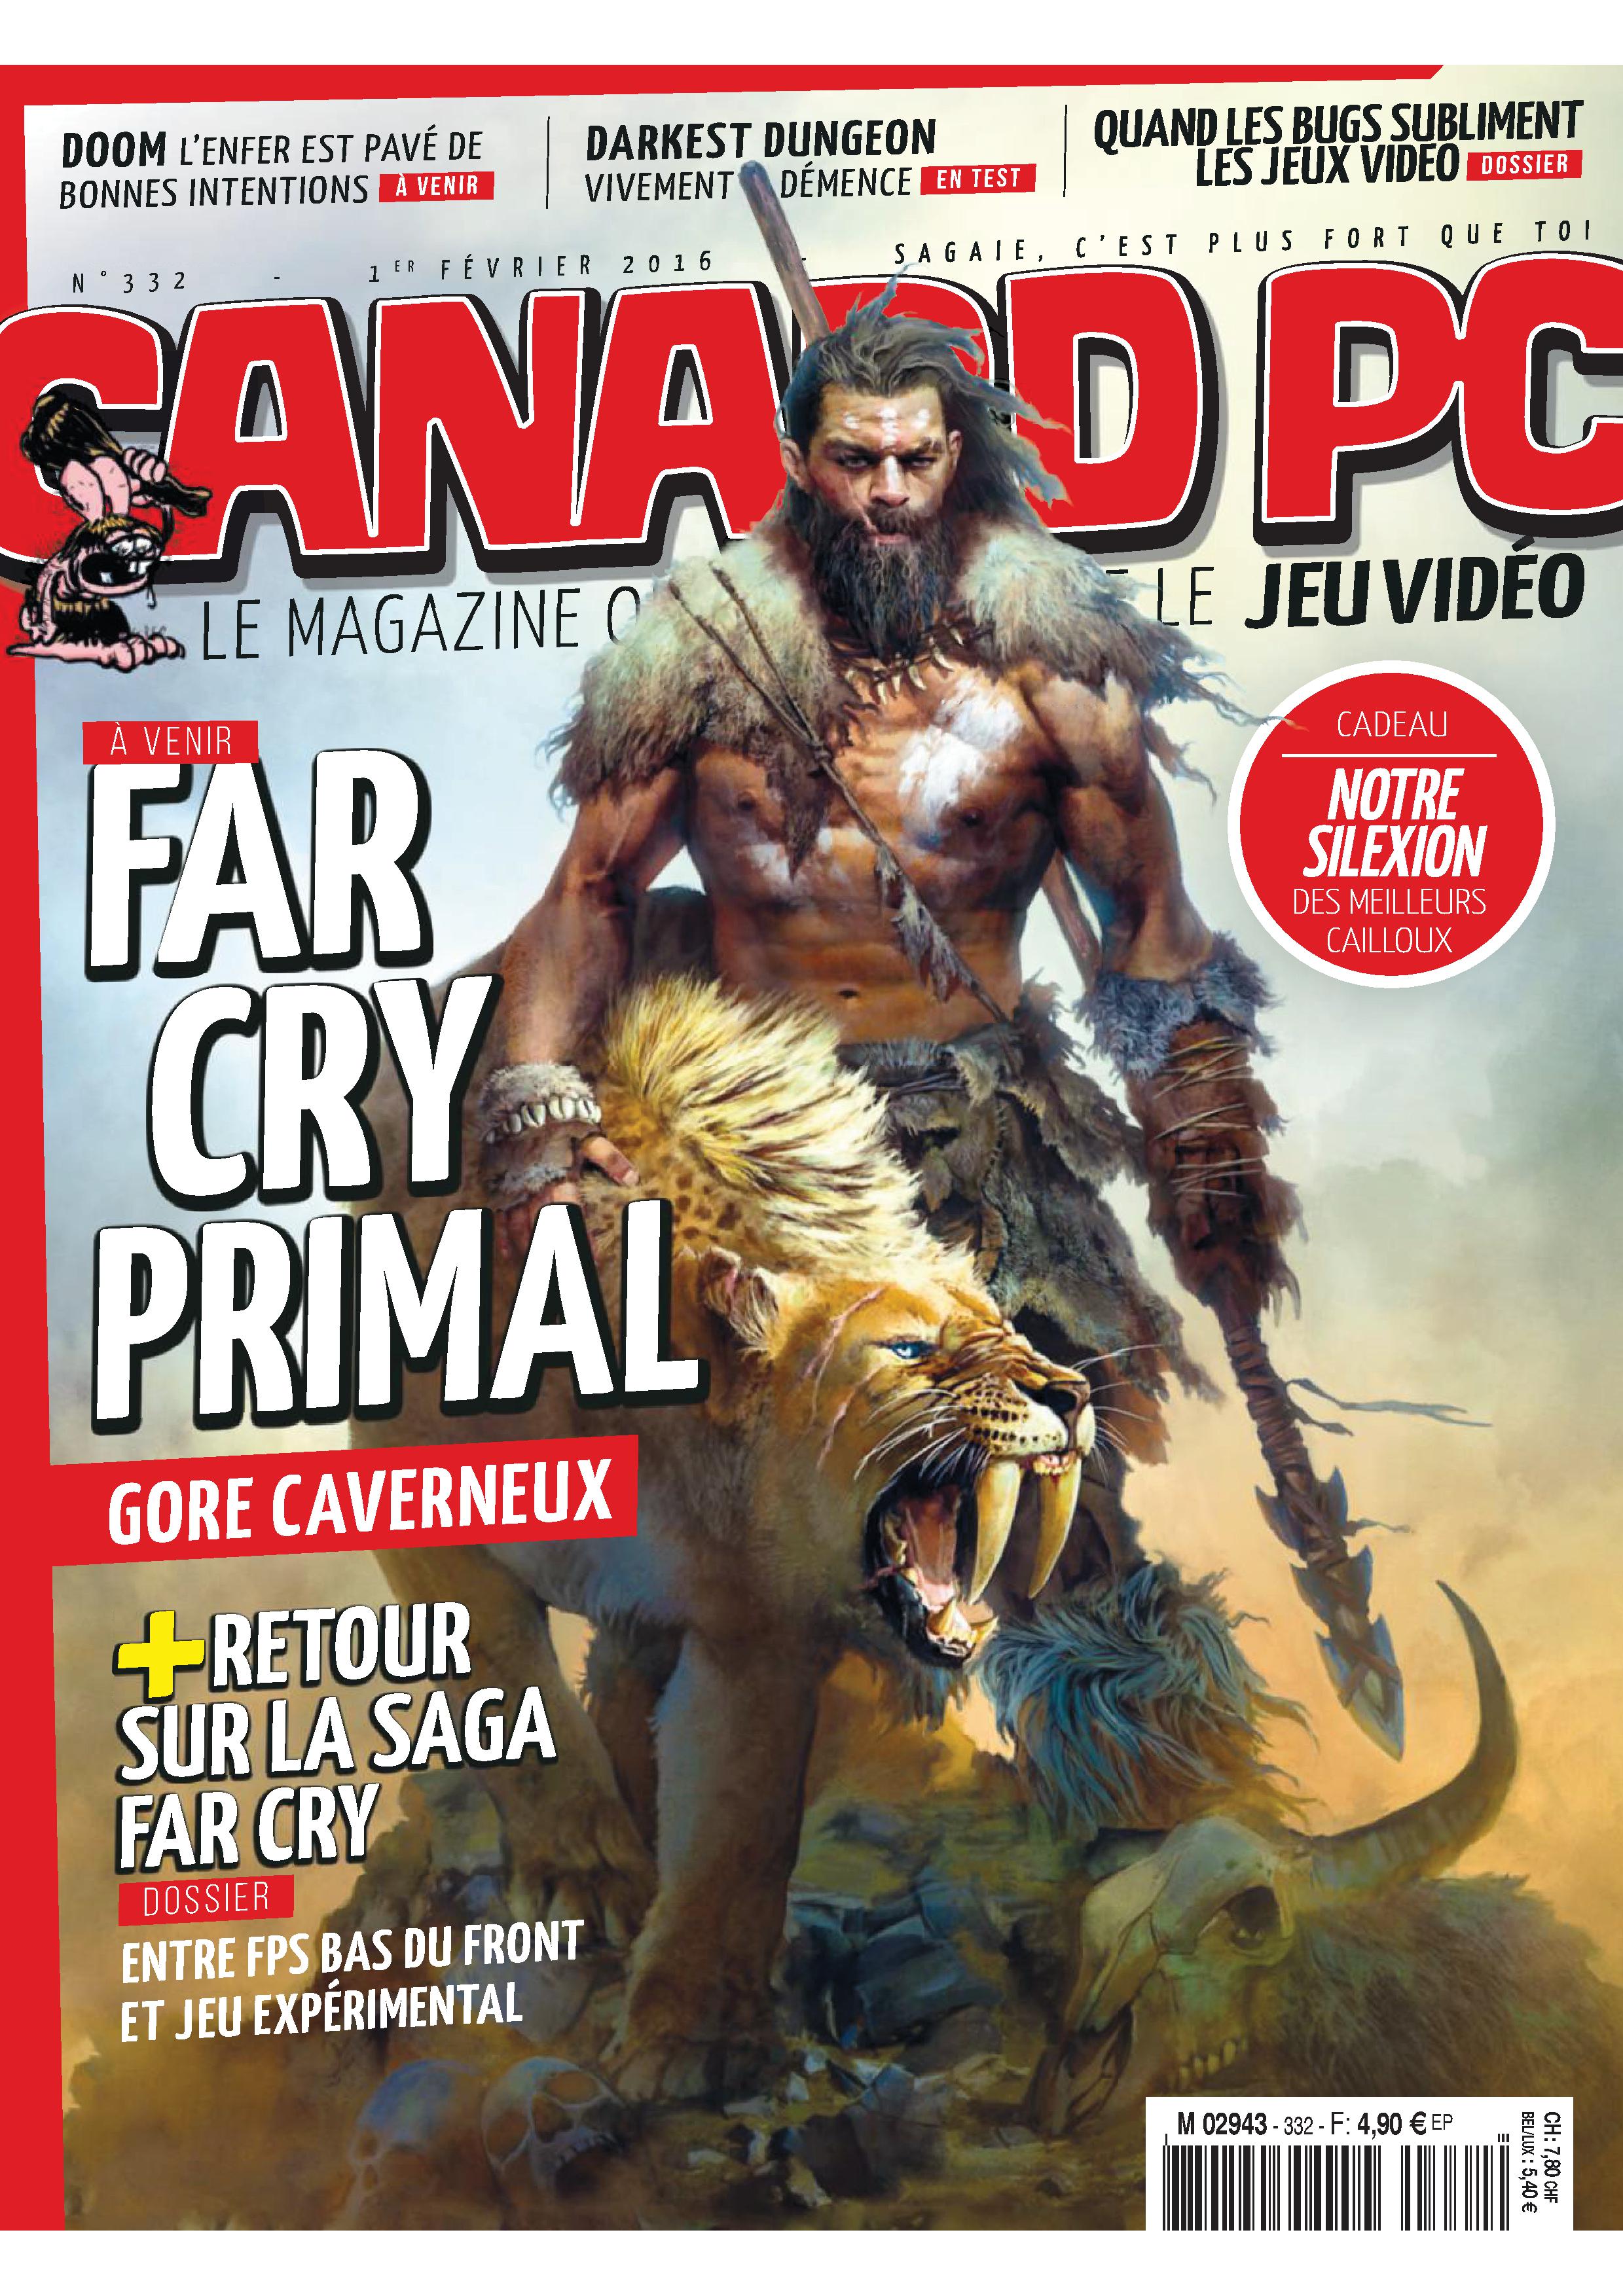 DOOM L'ENFER EST PAVÉ DE
BONNES INTENTIONS À VENIR
DARKEST DUNGEON
VIVEMENT DÉMENCE EN TEST
QUAND LES BUGS SUBLIMENT
LES JEUX VIDÉO DOSSIER
N°332 - 1ER FÉVRIER 2016 - SAGAIE, C'EST PLUS FORT QUE TOI
CANARD PC
LE MAGAZINE LE JEU VIDÉO
CADEAU
NOTRE
SILEXION
DES MEILLEURS
CAILLOUX
À VENIR
FAR
CRY
PRIMAL
GORE CAVERNEUX
+ RETOUR
SUR LA SAGA
FAR CRY
DOSSIER
ENTRE FPS BAS DU FRONT
ET JEU EXPÉRIMENTAL
M 02943 - 332 - F: 4,90 € EP
CH : 7,80 CHF
BEL/LUX : 5,40 €